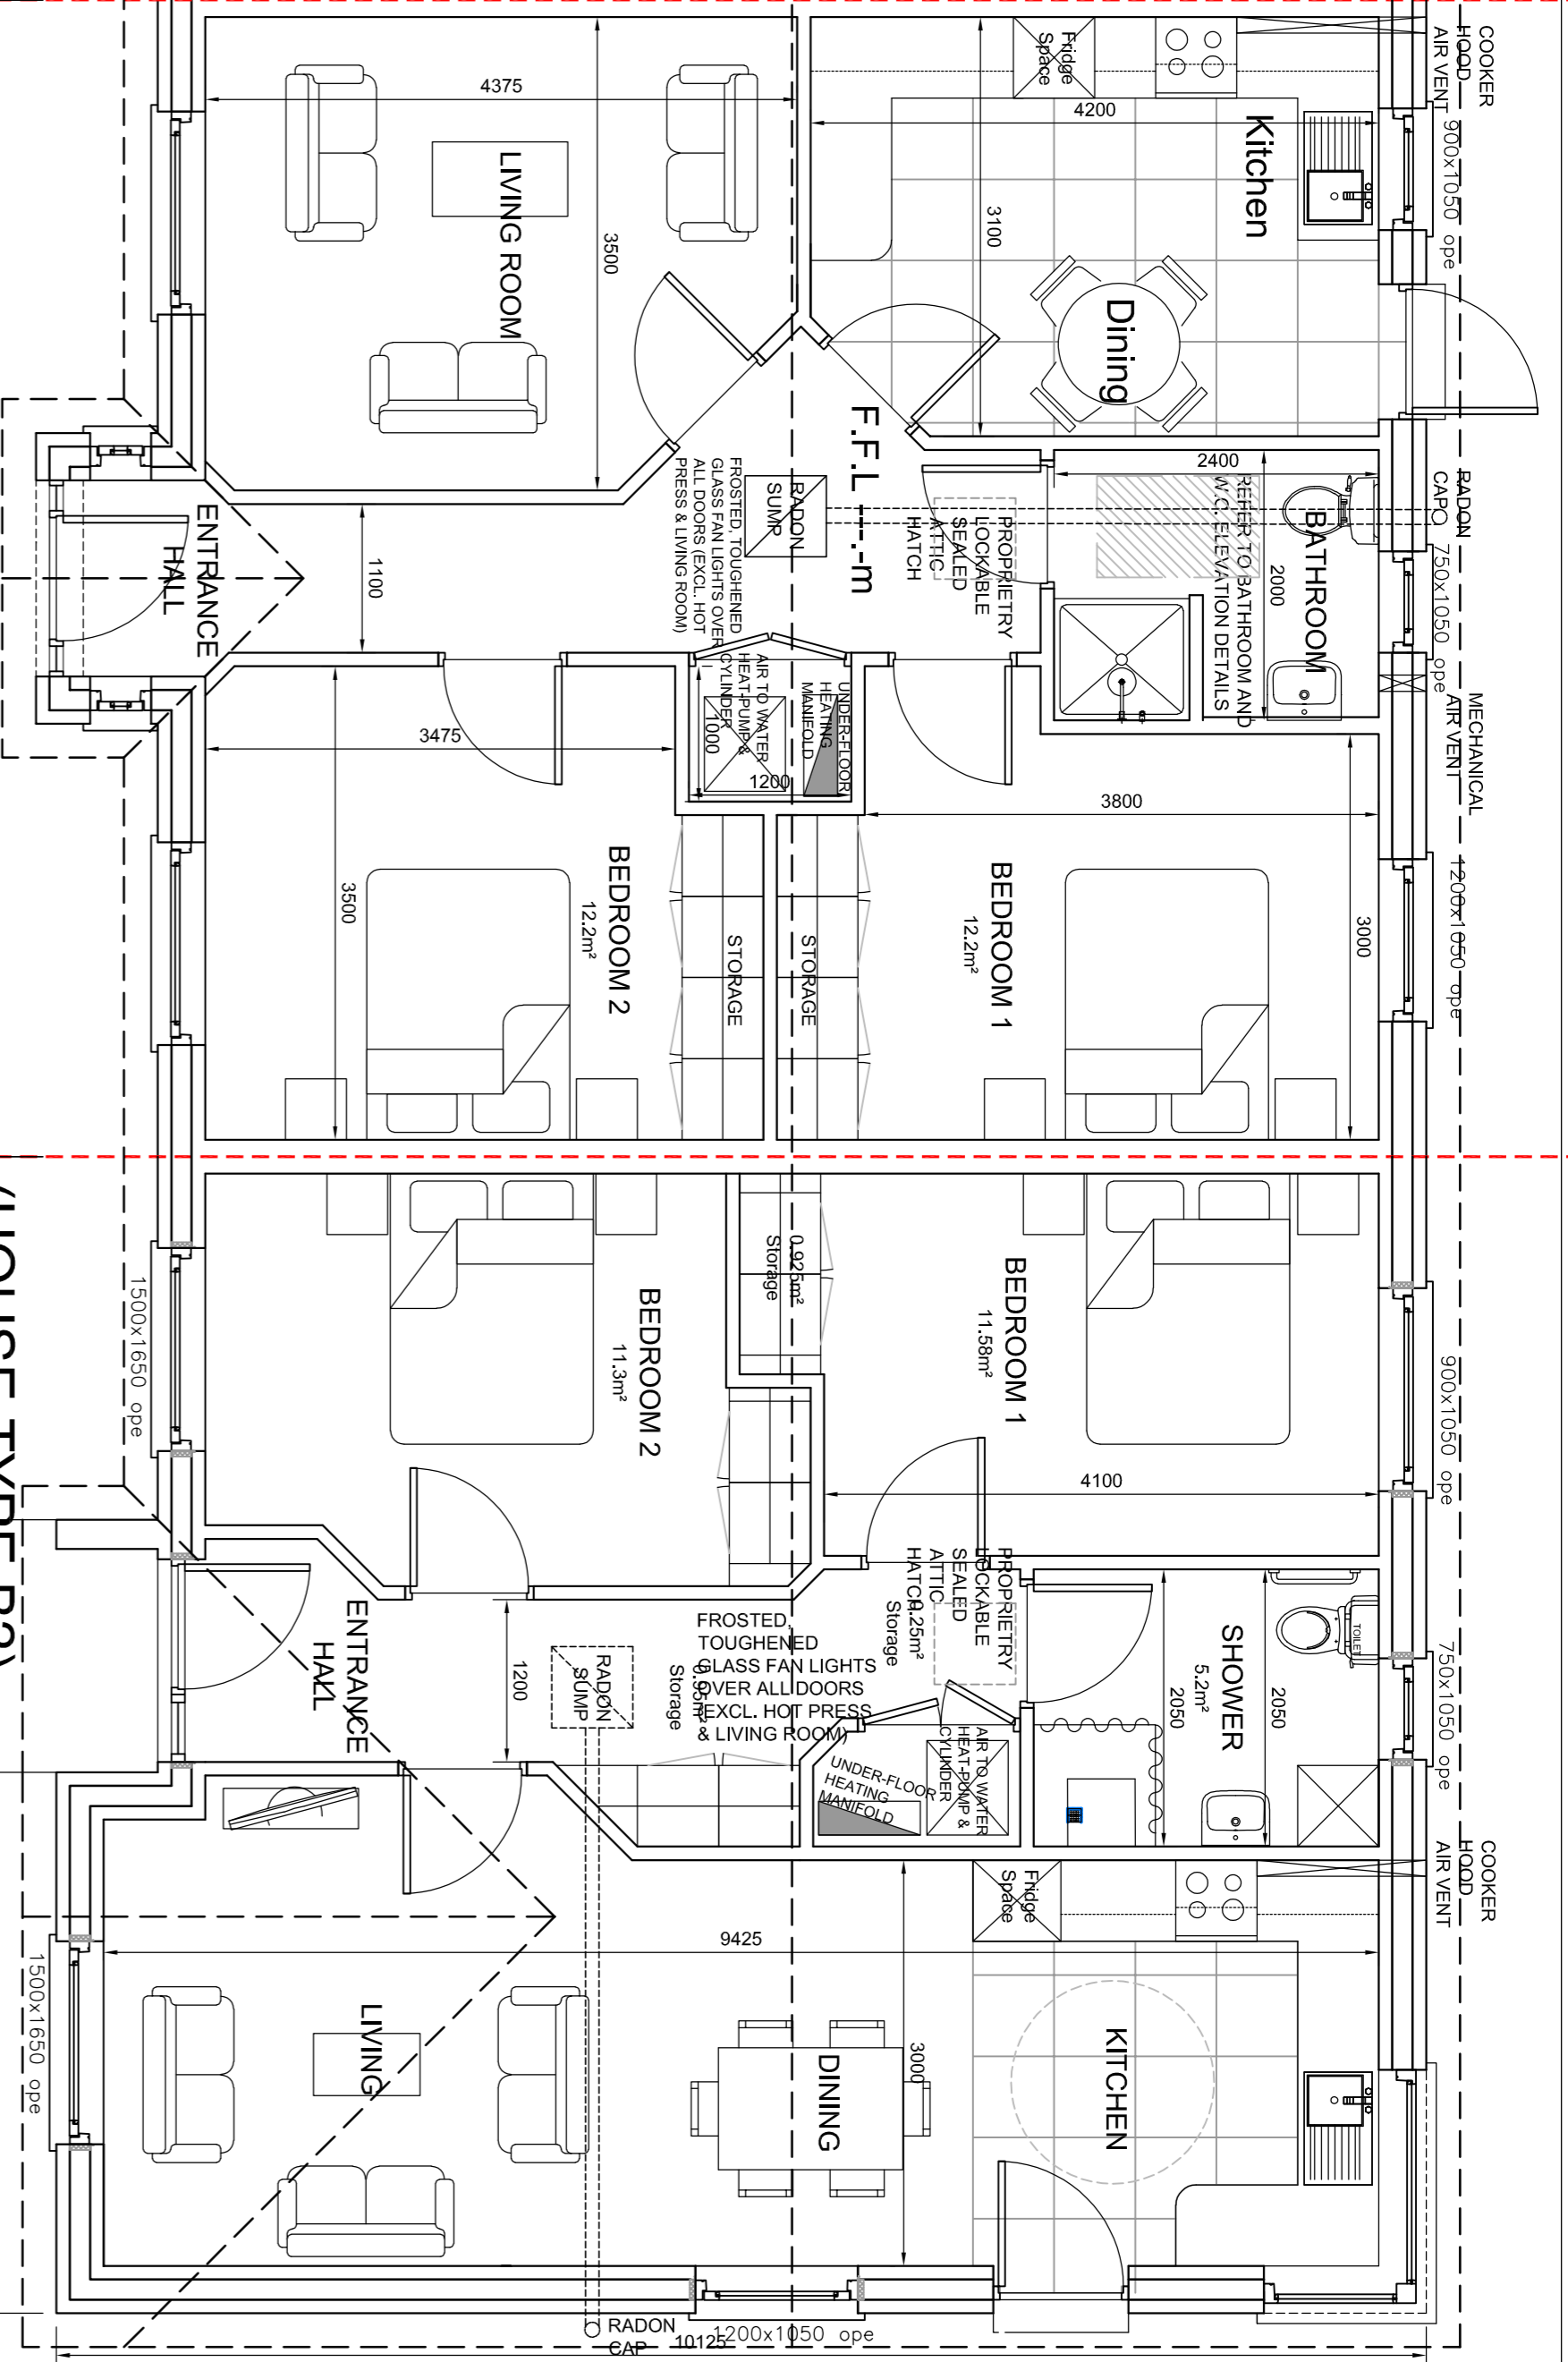 COOKER
HOOD
AIR VENT
900x1050 ope
RADON
CAP
750x1050 ope
MECHANICAL
AIR VENT
1200x1050 ope
Fridge
Space
4200
Kitchen
3100
Dining
4375
LIVING ROOM
3500
F.F.L ---.--m
2400
BATHROOM
REFER TO BATHROOM AND
W.C. ELEVATION DETAILS
2000
PROPRIETRY
LOCKABLE
SEALED
ATTIC
HATCH
RADON
SUMP
FROSTED, TOUGHENED
GLASS FAN LIGHTS OVER
ALL DOORS (EXCL. HOT
PRESS & LIVING ROOM)
1100
ENTRANCE
HALL
UNDER-FLOOR
HEATING
MANIFOLD
AIR TO WATER
HEAT-PUMP &
CYLINDER
1000
1200
3475
3800
3000
BEDROOM 1
12.2m²
STORAGE
STORAGE
BEDROOM 2
12.2m²
3500
900x1050 ope
750x1050 ope
COOKER
HOOD
AIR VENT
BEDROOM 1
11.58m²
4100
0.925m²
Storage
BEDROOM 2
11.3m²
1500x1650 ope
PROPRIETRY
LOCKABLE
SEALED
ATTIC
HATCH
0.25m²
Storage
TOILET
SHOWER
5.2m²
2050
2050
FROSTED,
TOUGHENED
GLASS FAN LIGHTS
OVER ALL DOORS
(EXCL. HOT PRESS
& LIVING ROOM)
0.95m²
Storage
RADON
SUMP
1200
ENTRANCE
HALL
AIR TO WATER
HEAT-PUMP &
CYLINDER
UNDER-FLOOR
HEATING
MANIFOLD
Fridge
Space
9425
3000
KITCHEN
DINING
LIVING
1500x1650 ope
RADON
CAP
10125
1200x1050 ope
(HOUSE TYPE B2)